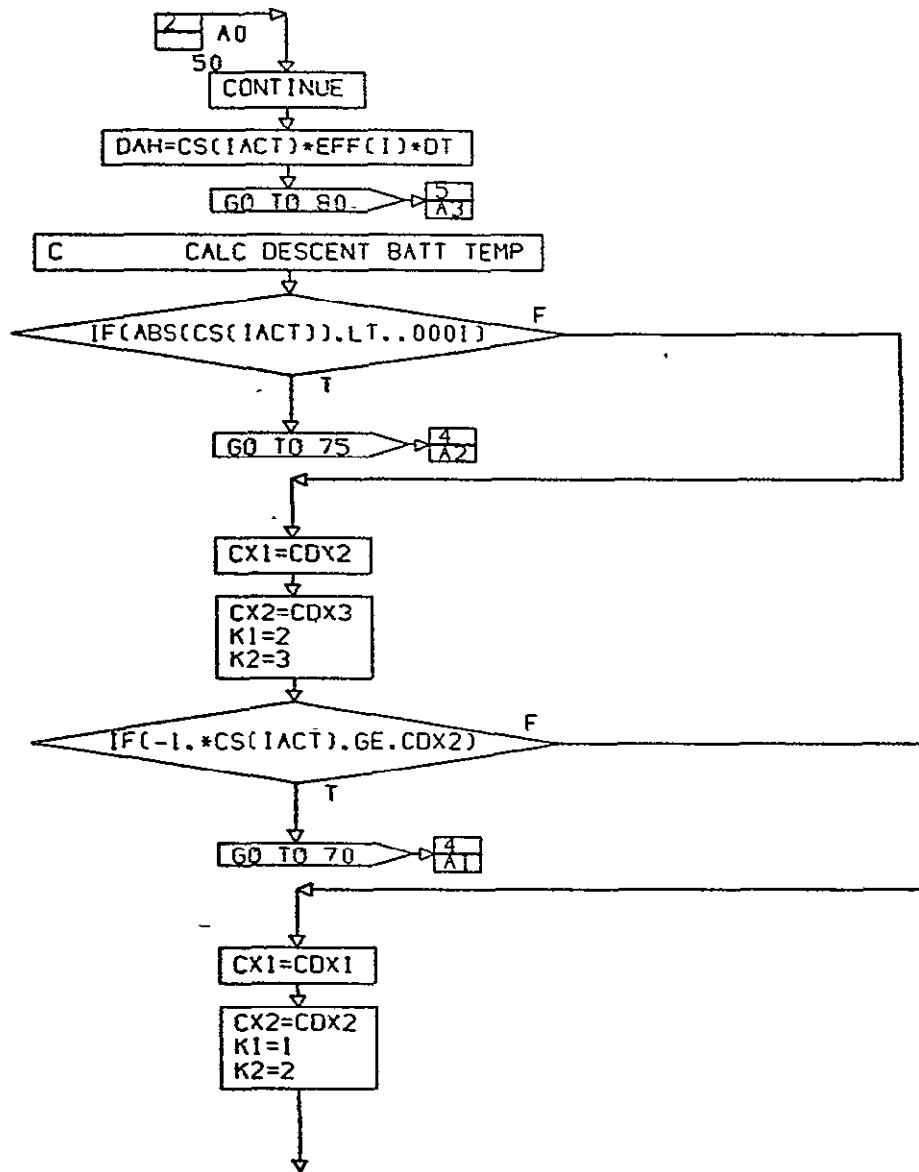 2
A0
50
CONTINUE
DAH=CS(IACT)*EFF(I)*DT
GO TO 80
5
A3
C CALC DESCENT BATT TEMP
IF(ABS(CS(IACT)).LT..0001)
F
T
GO TO 75
4
A2
CX1=CDX2
CX2=CDX3
K1=2
K2=3
IF(-1.*CS(IACT).GE.CDX2)
F
T
GO TO 70
4
A1
CX1=CDX1
CX2=CDX2
K1=1
K2=2